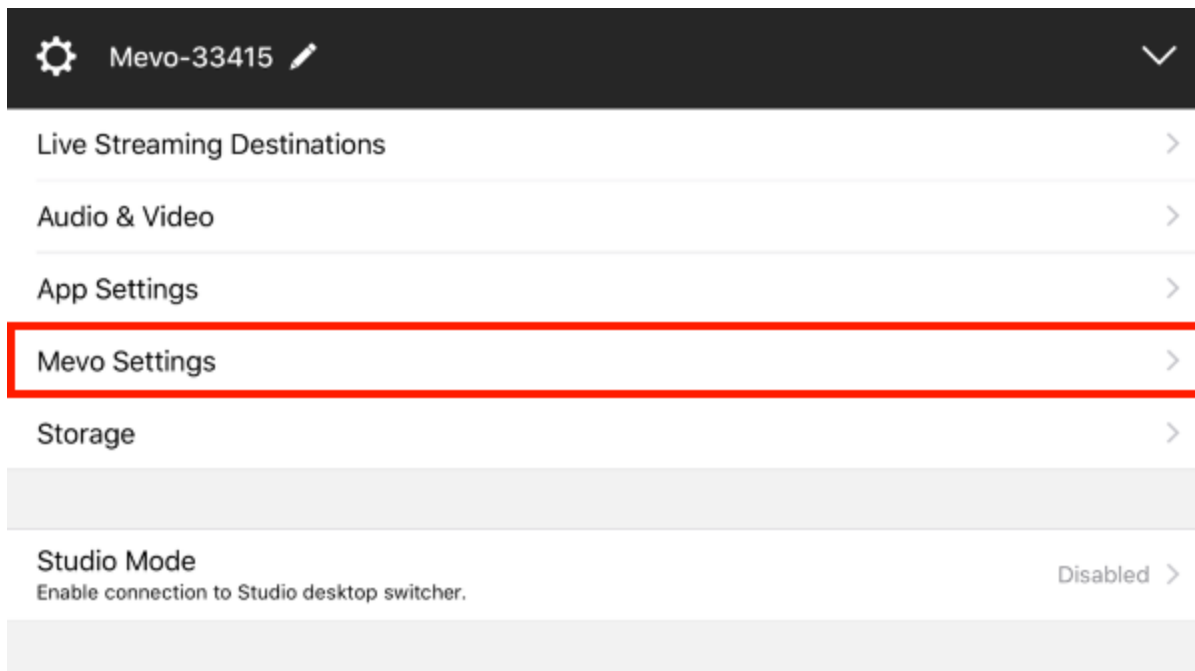 Mevo-33415
Live Streaming Destinations
Audio & Video
App Settings
Mevo Settings
Storage
Studio Mode
Disabled
Enable connection to Studio desktop switcher.